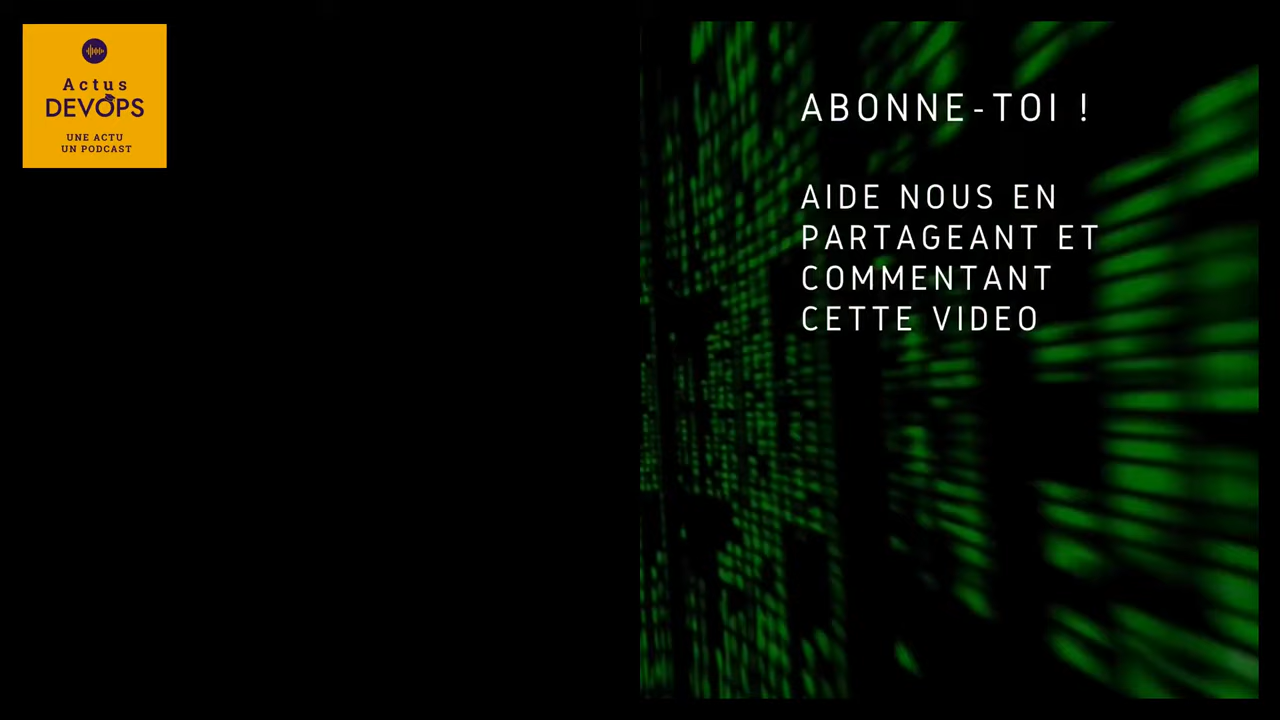 Actus
DEVOPS
UNE ACTU
UN PODCAST
ABONNE-TOI !
AIDE NOUS EN
PARTAGEANT ET
COMMENTANT
CETTE VIDEO